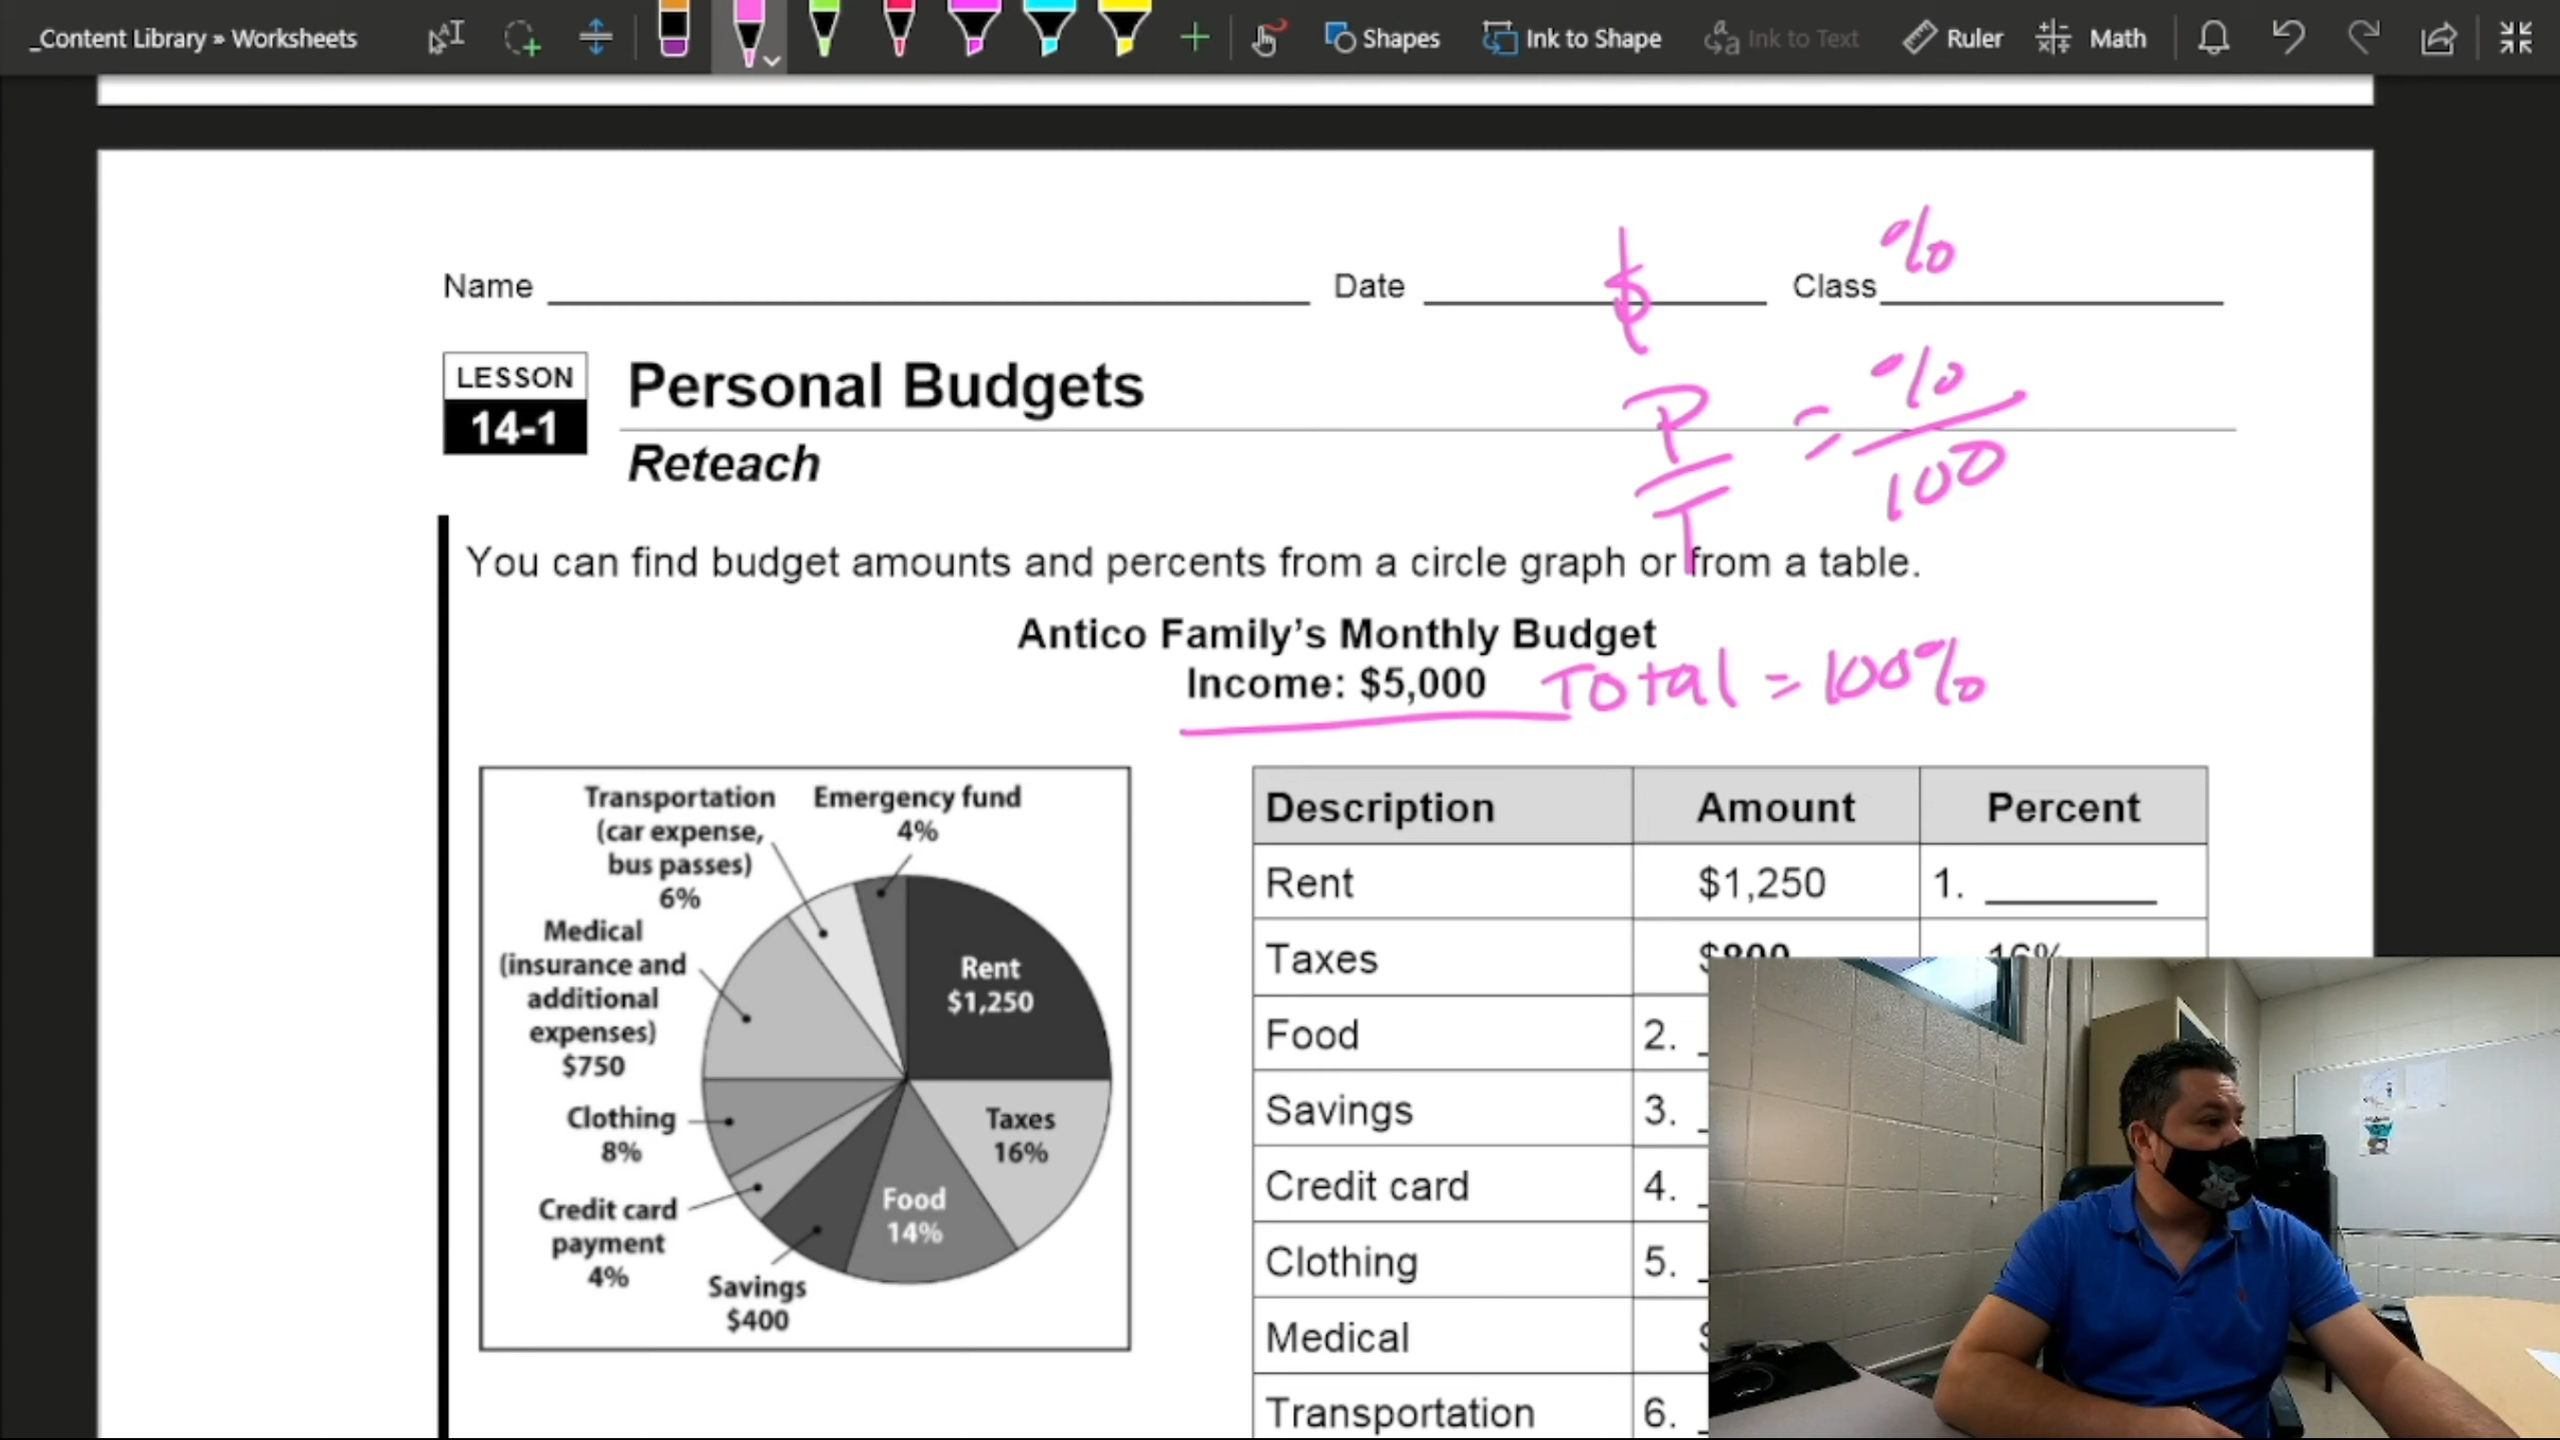 _Content Library » Worksheets
Shapes
Ink to Shape
Ink to Text
Ruler
Math
$ %
Name Date Class
LESSON
14-1
Personal Budgets
Reteach
P/T = %/100
You can find budget amounts and percents from a circle graph or from a table.
Antico Family’s Monthly Budget
Income: $5,000 Total = 100%
Transportation
(car expense,
bus passes)
6%
Emergency fund
4%
Medical
(insurance and
additional
expenses)
$750
Rent
$1,250
Clothing
8%
Taxes
16%
Credit card
payment
4%
Food
14%
Savings
$400
Description Amount Percent
Rent $1,250 1.
Taxes $800 16%
Food 2.
Savings 3.
Credit card 4.
Clothing 5.
Medical $
Transportation 6.